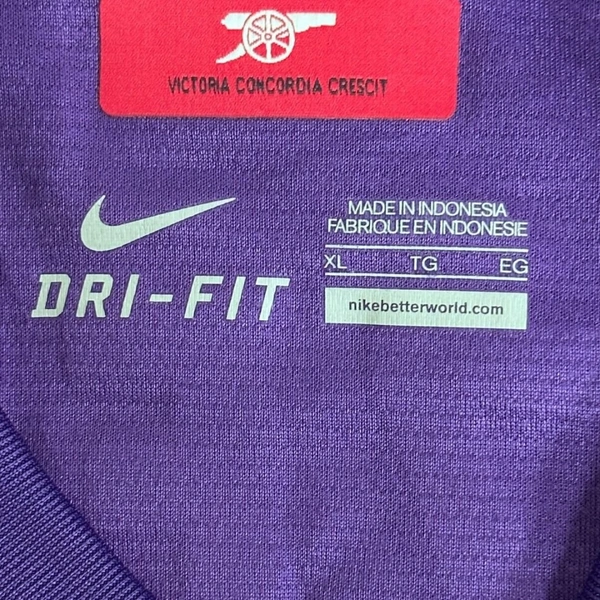 VICTORIA CONCORDIA CRESCIT
MADE IN INDONESIA
FABRIQUE EN INDONESIE
XL TG EG
DRI-FIT
nikebetterworld.com